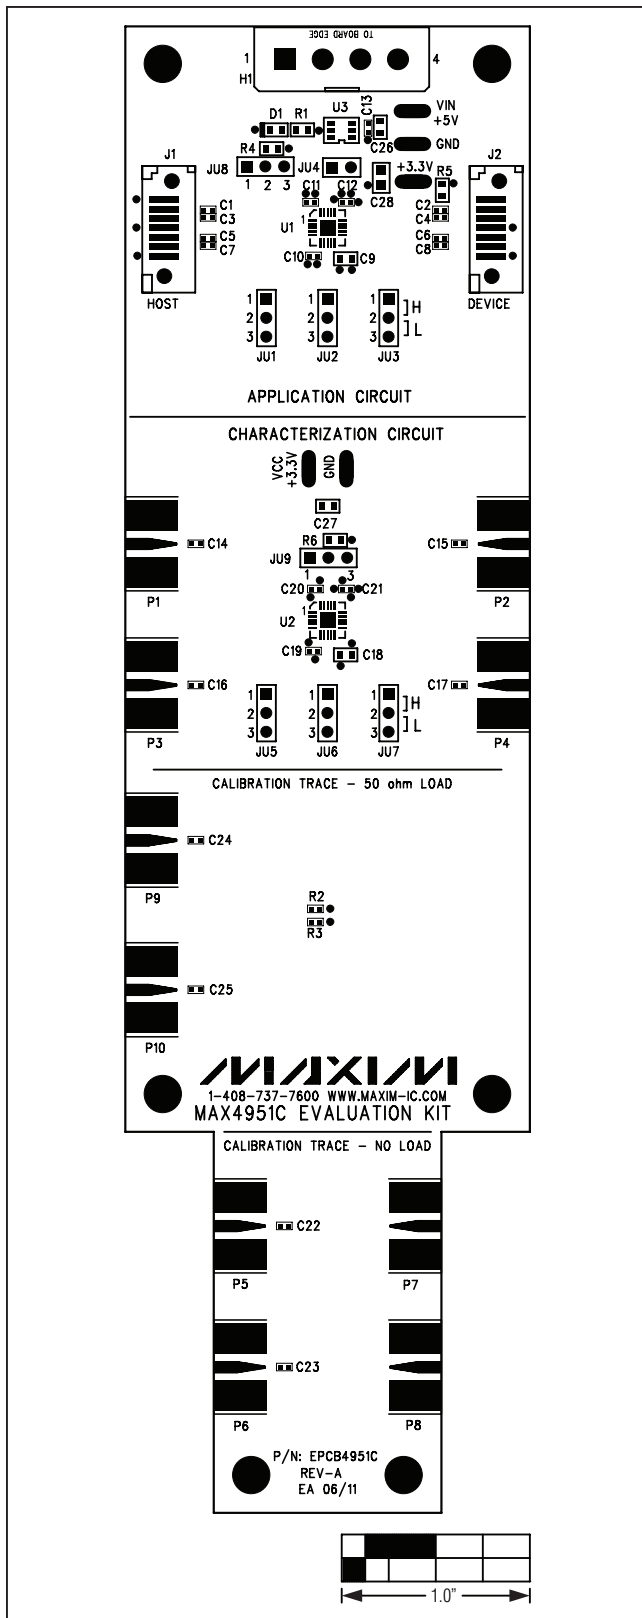 TO BOARD EDGE
1 4
H1
D1 R1 U3 C13 VIN
+5V
C26 GND
R4
J1 JU8 JU4 +3.3V R5 J2
1 2 3 C11 C12 C28
C1 C2
C3 U1 1 C4
C5 C6
C7 C10 C9 C8
HOST DEVICE
1 1 1 H
2 2 2
3 3 3 L
JU1 JU2 JU3
APPLICATION CIRCUIT
CHARACTERIZATION CIRCUIT
VCC
+3.3V
GND
C27
R6
C14 C15
JU9
1 3
C20 C21
P1 P2
U2 1
C19 C18
C16 C17
1 1 1 H
2 2 2
3 3 3 L
P3 P4
JU5 JU6 JU7
CALIBRATION TRACE - 50 ohm LOAD
C24
P9
R2
R3
C25
P10
MAXIM
1-408-737-7600 WWW.MAXIM-IC.COM
MAX4951C EVALUATION KIT
CALIBRATION TRACE - NO LOAD
C22
P5 P7
C23
P6 P8
P/N: EPCB4951C
REV-A
EA 06/11
1.0"